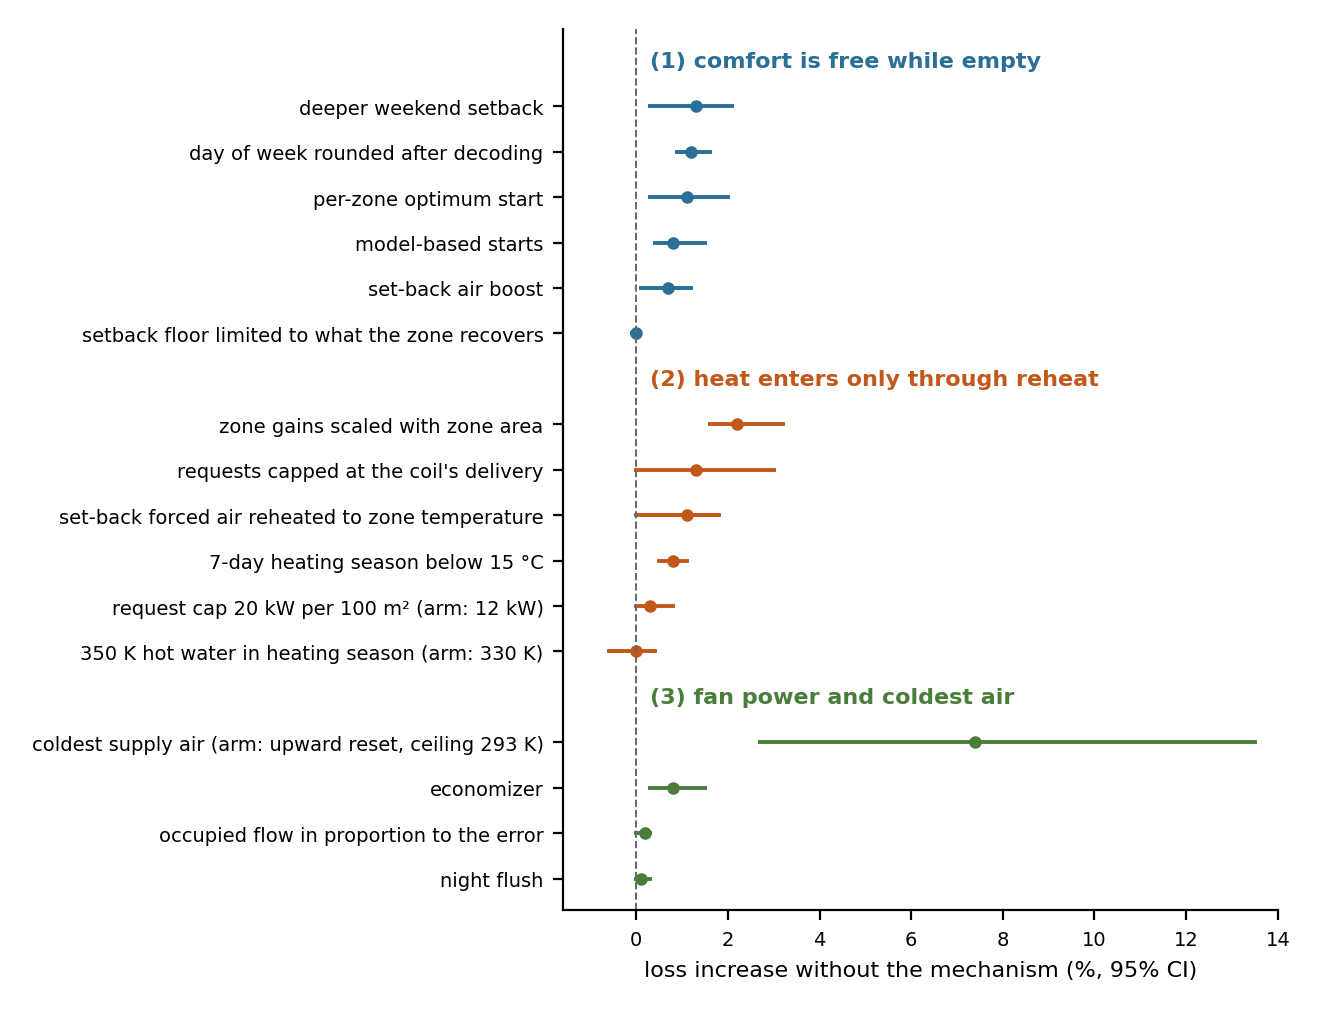 (1) comfort is free while empty
deeper weekend setback
day of week rounded after decoding
per-zone optimum start
model-based starts
set-back air boost
setback floor limited to what the zone recovers
(2) heat enters only through reheat
zone gains scaled with zone area
requests capped at the coil's delivery
set-back forced air reheated to zone temperature
7-day heating season below 15 °C
request cap 20 kW per 100 m² (arm: 12 kW)
350 K hot water in heating season (arm: 330 K)
(3) fan power and coldest air
coldest supply air (arm: upward reset, ceiling 293 K)
economizer
occupied flow in proportion to the error
night flush
0 2 4 6 8 10 12 14
loss increase without the mechanism (%, 95% CI)